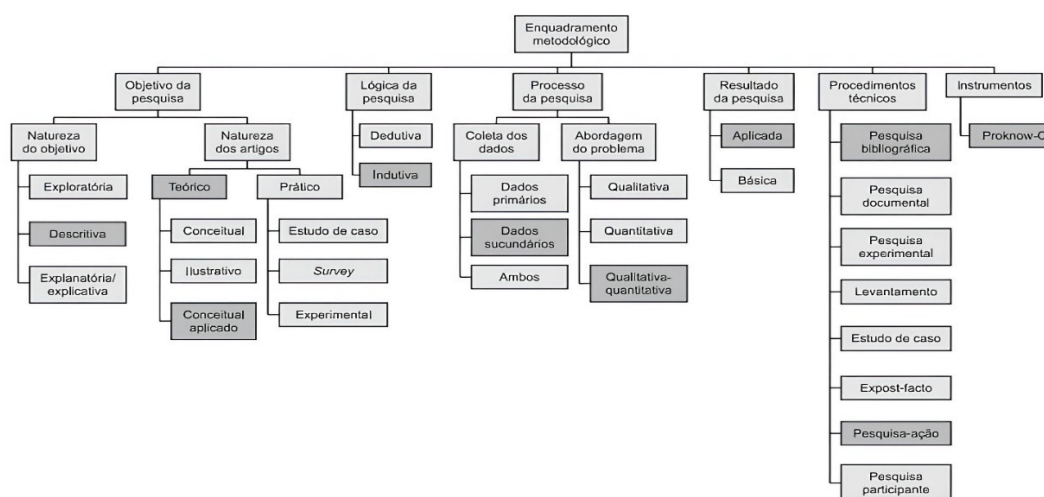 Enquadramento
metodológico
Objetivo da
pesquisa
Lógica da
pesquisa
Processo
da pesquisa
Resultado
da pesquisa
Procedimentos
técnicos
Instrumentos
Natureza
do objetivo
Natureza
dos artigos
Dedutiva
Indutiva
Coleta dos
dados
Abordagem
do problema
Aplicada
Básica
Pesquisa
bibliográfica
Proknow-C
Exploratória
Descritiva
Explanatória/
explicativa
Teórico
Prático
Conceitual
Ilustrativo
Conceitual
aplicado
Estudo de caso
Survey
Experimental
Dados
primários
Dados
sucundários
Ambos
Qualitativa
Quantitativa
Qualitativa-
quantitativa
Pesquisa
documental
Pesquisa
experimental
Levantamento
Estudo de caso
Expost-facto
Pesquisa-ação
Pesquisa
participante